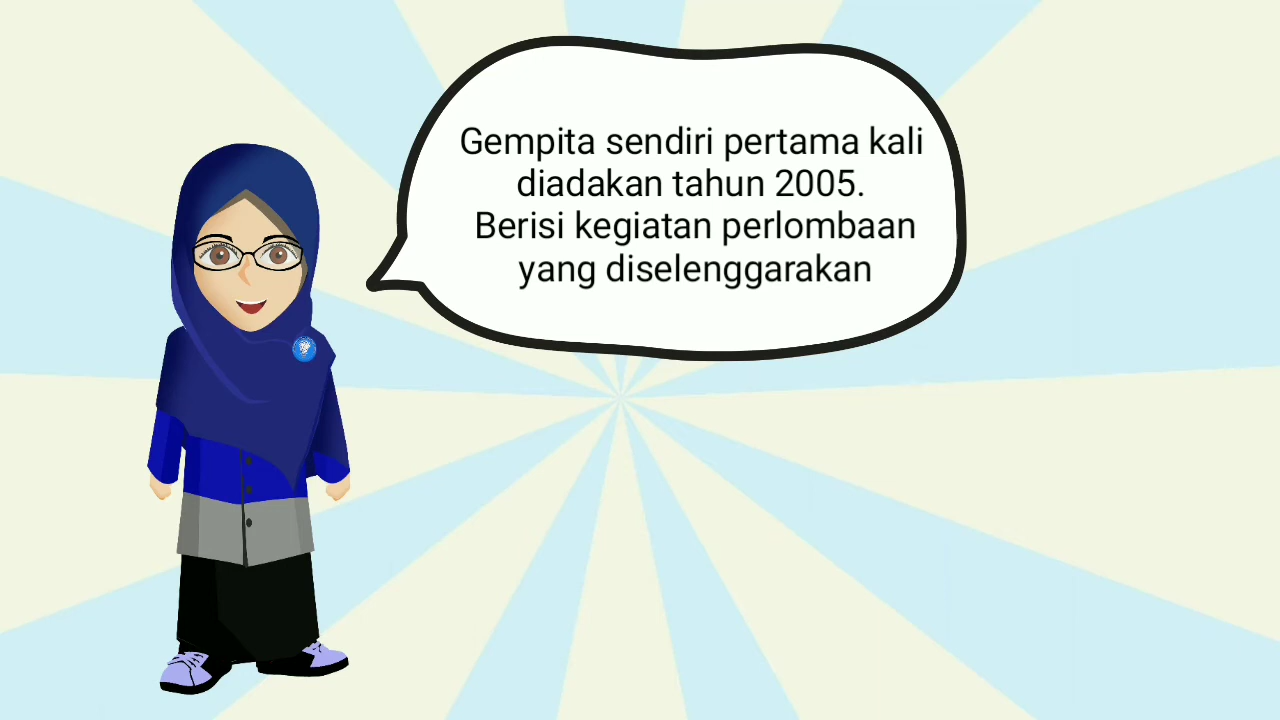 Gempita sendiri pertama kali
diadakan tahun 2005.
Berisi kegiatan perlombaan
yang diselenggarakan